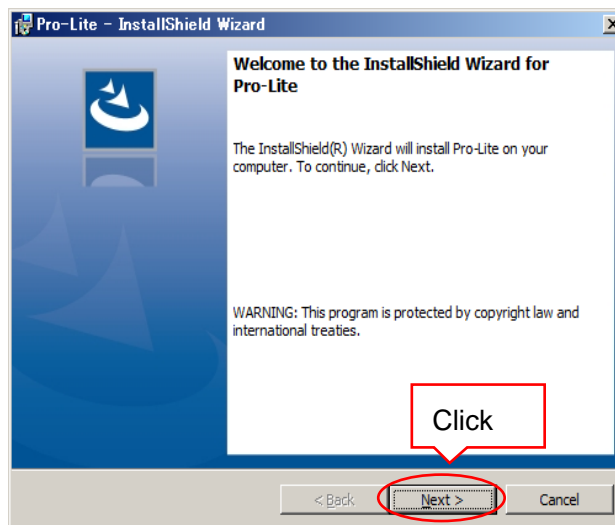 Pro-Lite - InstallShield Wizard
Welcome to the InstallShield Wizard for
Pro-Lite
The InstallShield(R) Wizard will install Pro-Lite on your
computer. To continue, click Next.
WARNING: This program is protected by copyright law and
international treaties.
Click
< Back
Next >
Cancel